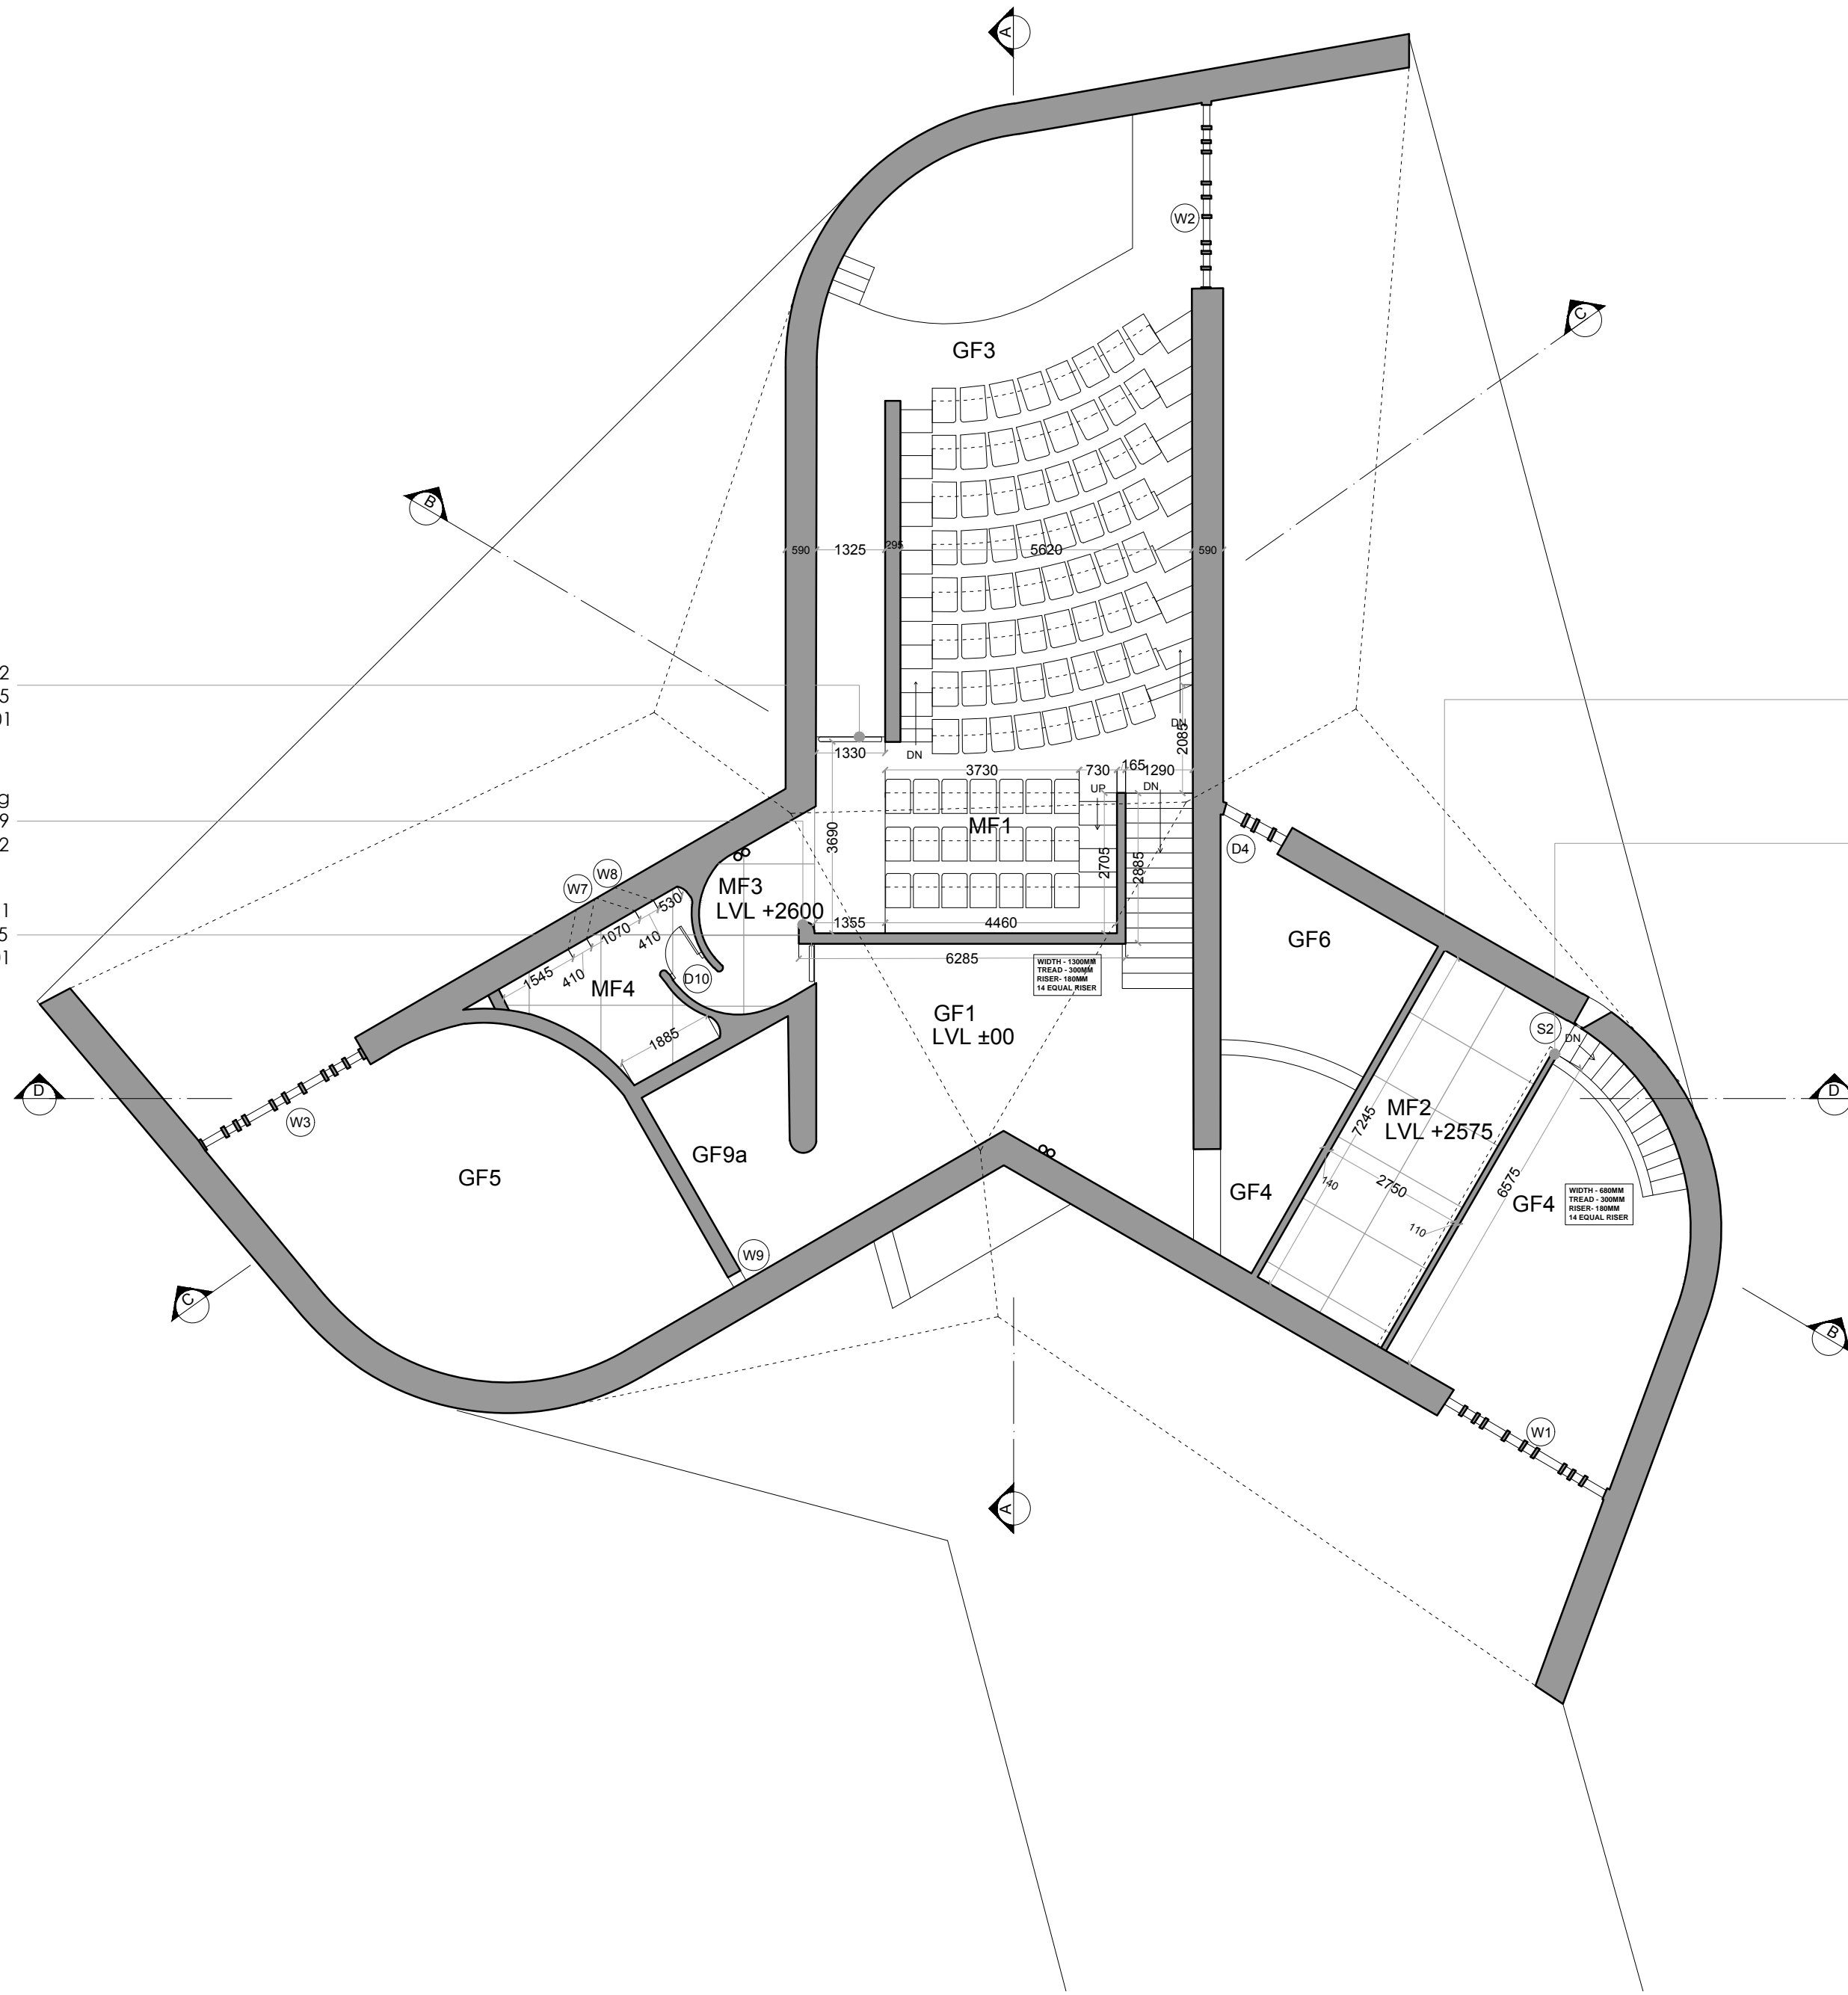 A
W2
C
GF3
B
590
1325
295
5620
590
2
5
01
DN
DN
2085
1330
3730
730
165
1290
UP
DN
g
9
2
3690
MF1
2705
2885
D4
W8
W7
MF3
LVL +2600
530
1070
410
1
5
01
1355
4460
6285
GF6
1545
410
D10
MF4
WIDTH - 1300MM
TREAD - 300MM
RISER- 180MM
14 EQUAL RISER
GF1
LVL ±00
S2
DN
1885
D
D
W3
7245
MF2
LVL +2575
GF9a
GF5
140
2750
6575
GF4
GF4
110
WIDTH - 680MM
TREAD - 300MM
RISER- 180MM
14 EQUAL RISER
W9
C
B
W1
A